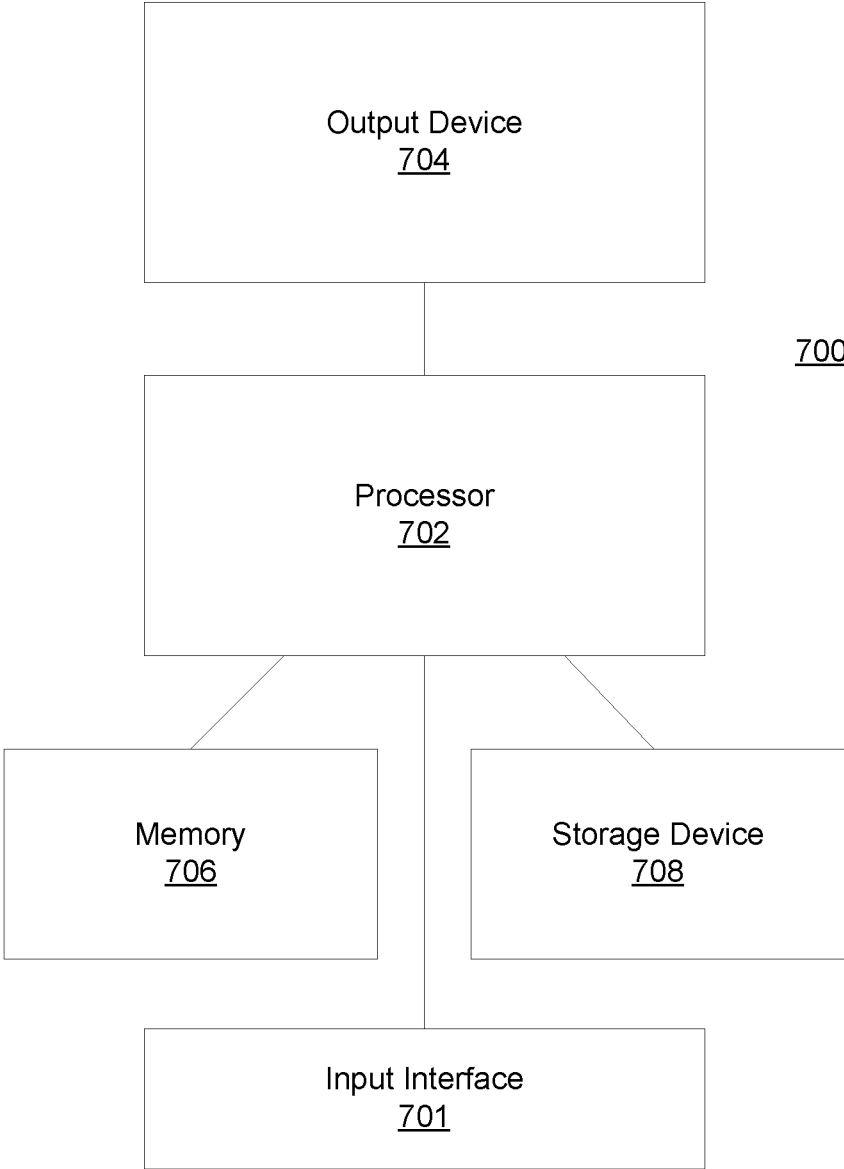 Output Device
704
700
Processor
702
Memory
706
Storage Device
708
Input Interface
701